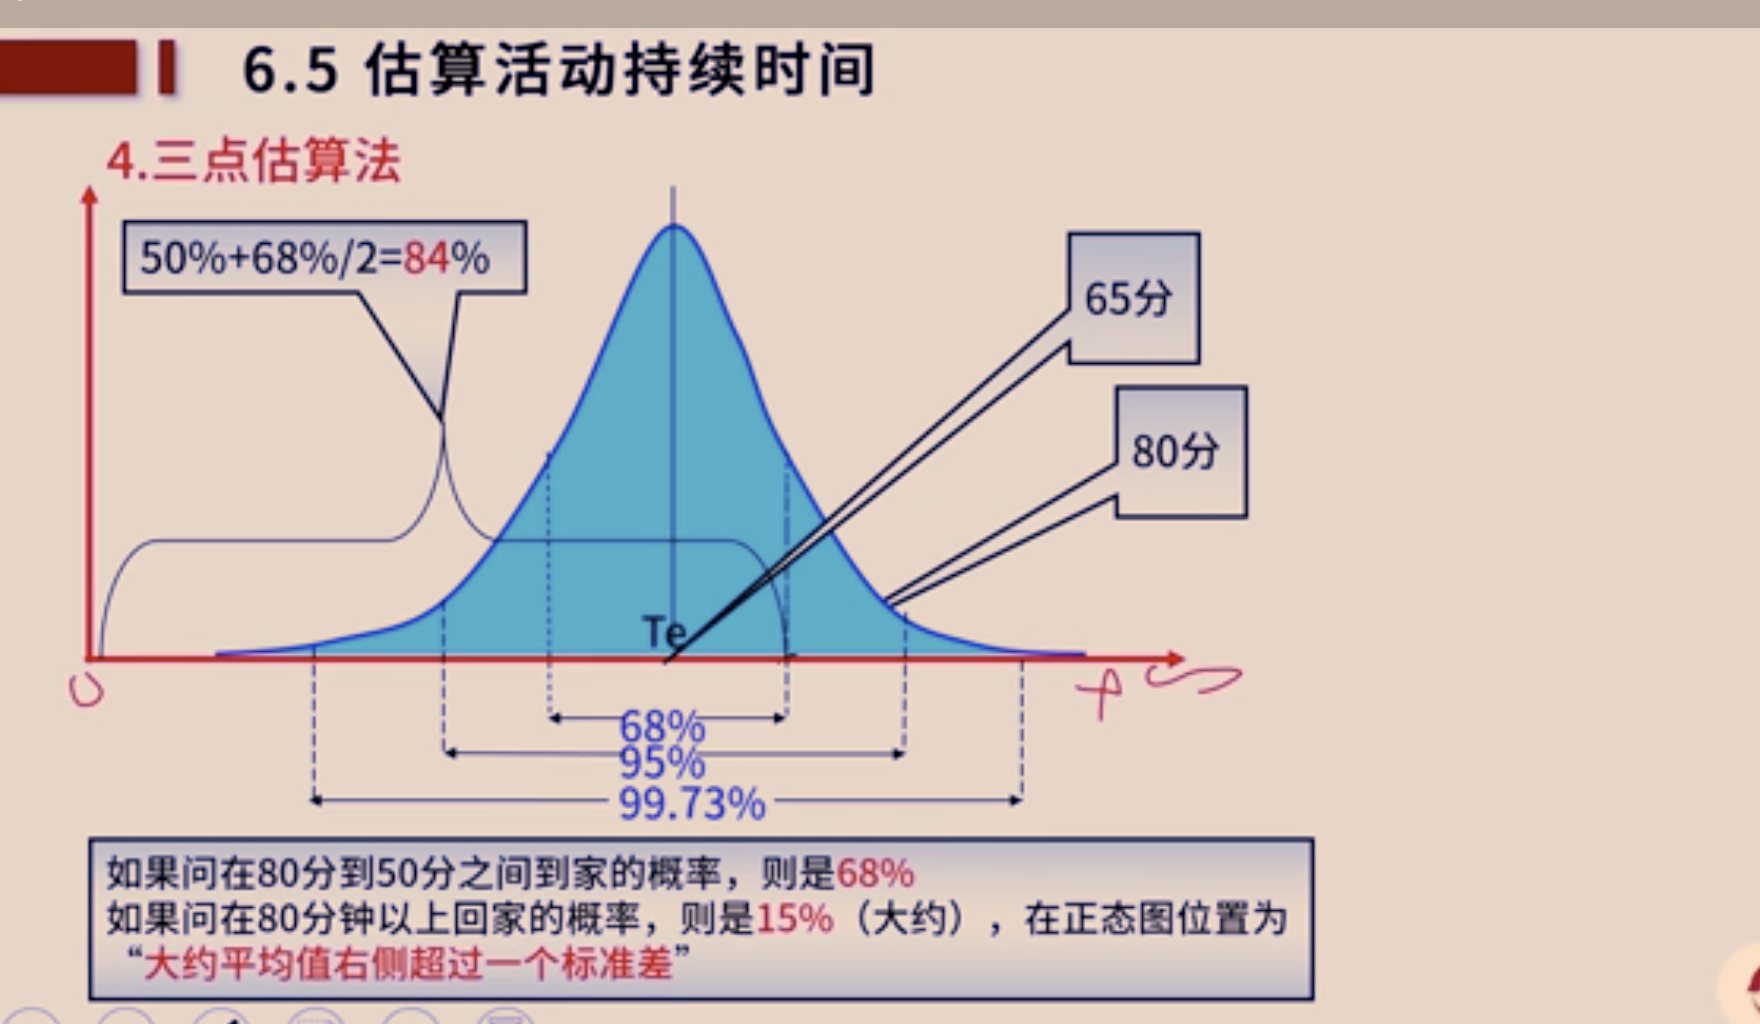 6.5 估算活动持续时间
4.三点估算法
50%+68%/2=84%
65分
80分
Te
0
+
68%
95%
99.73%
如果问在80分到50分之间到家的概率，则是68%
如果问在80分钟以上回家的概率，则是15%（大约），在正态图位置为
“大约平均值右侧超过一个标准差”